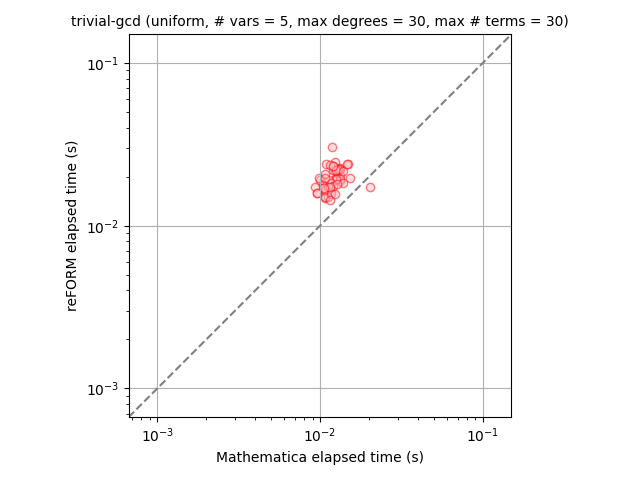 trivial-gcd (uniform, # vars = 5, max degrees = 30, max # terms = 30)
10⁻¹
10⁻²
10⁻³
reFORM elapsed time (s)
10⁻³
10⁻²
10⁻¹
Mathematica elapsed time (s)